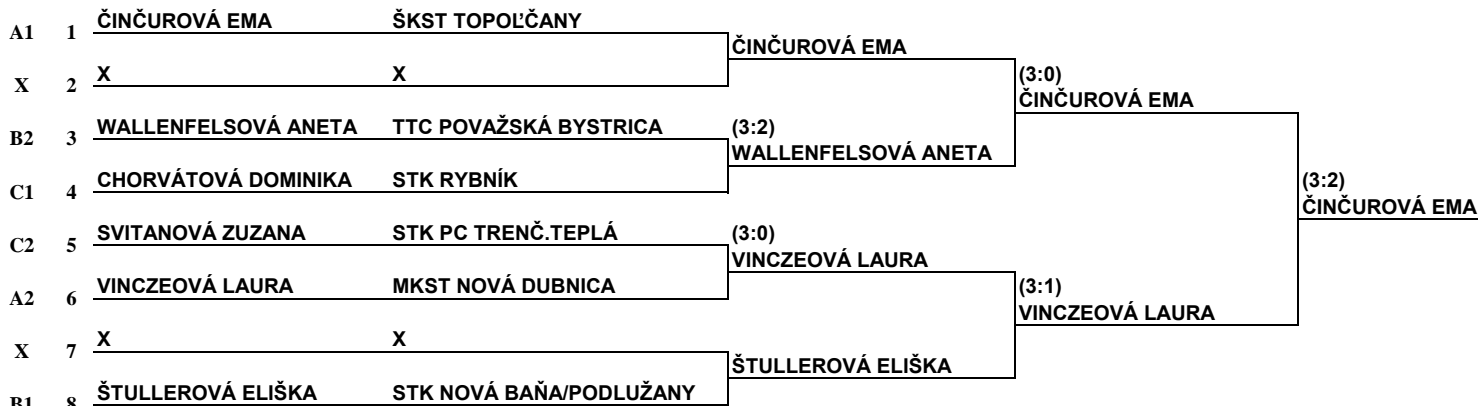 A1 1 ČINČUROVÁ EMA ŠKST TOPOĽČANY
ČINČUROVÁ EMA
X 2 X X
(3:0)
ČINČUROVÁ EMA
B2 3 WALLENFELSOVÁ ANETA TTC POVAŽSKÁ BYSTRICA
(3:2)
WALLENFELSOVÁ ANETA
C1 4 CHORVÁTOVÁ DOMINIKA STK RYBNÍK
(3:2)
ČINČUROVÁ EMA
C2 5 SVITANOVÁ ZUZANA STK PC TRENČ.TEPLÁ
(3:0)
VINCZEOVÁ LAURA
A2 6 VINCZEOVÁ LAURA MKST NOVÁ DUBNICA
(3:1)
VINCZEOVÁ LAURA
X 7 X X
ŠTULLEROVÁ ELIŠKA
B1 8 ŠTULLEROVÁ ELIŠKA STK NOVÁ BAŇA/PODLUŽANY